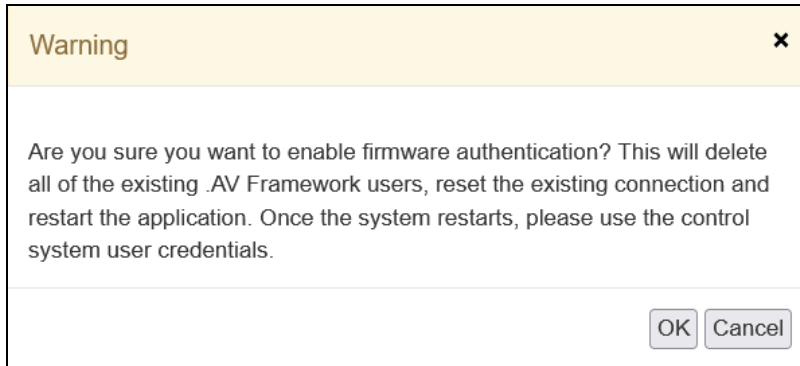 Warning
×
Are you sure you want to enable firmware authentication? This will delete
all of the existing .AV Framework users, reset the existing connection and
restart the application. Once the system restarts, please use the control
system user credentials.
OK Cancel